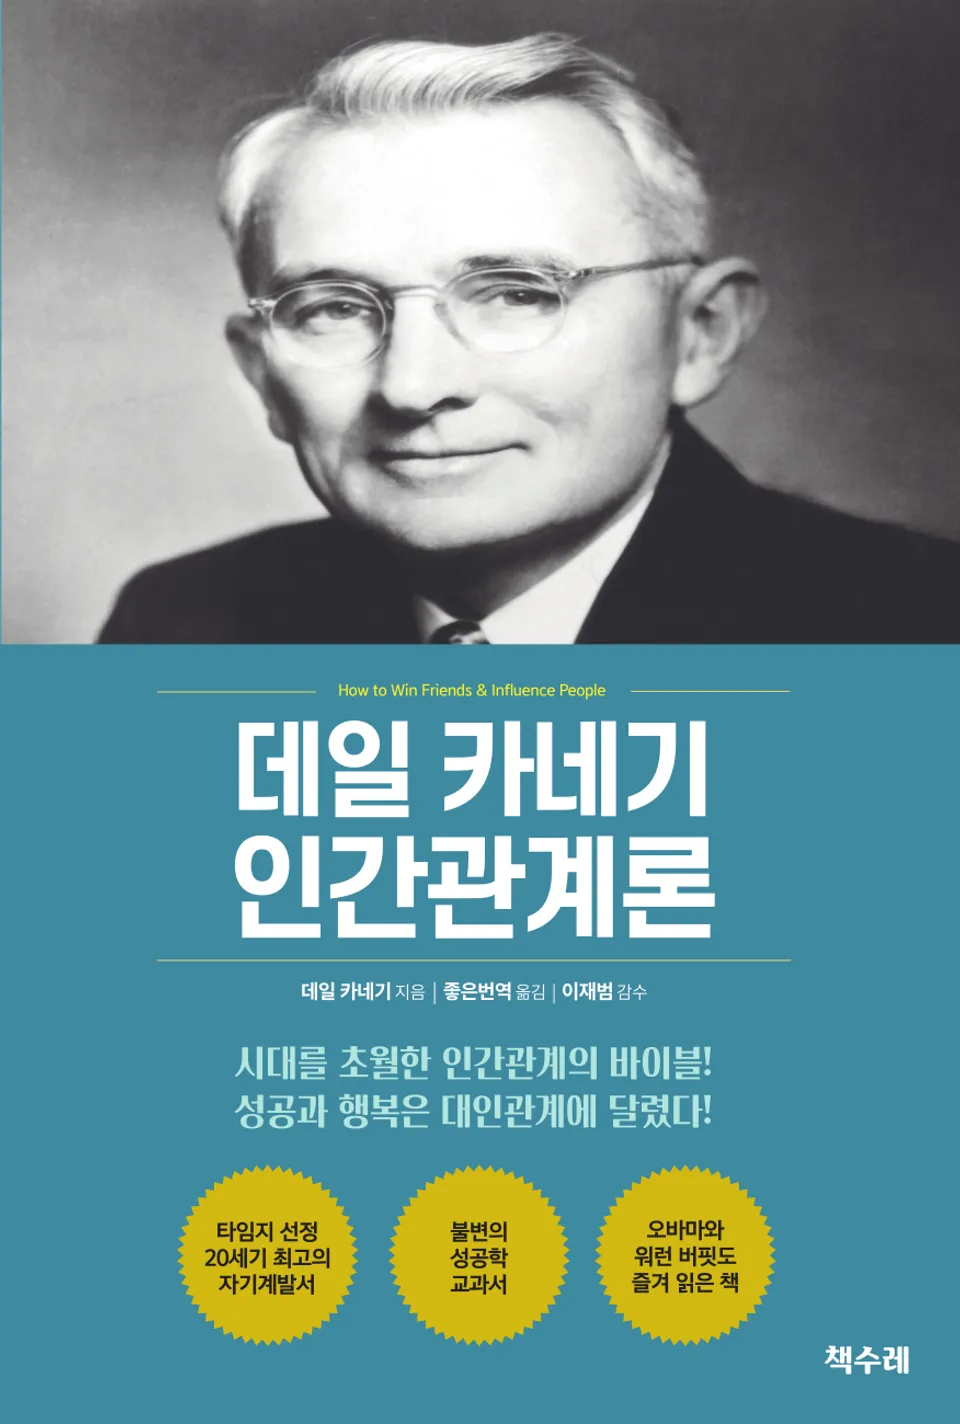 How to Win Friends & Influence People
데일 카네기
인간관계론
데일 카네기 지음 | 좋은번역 옮김 | 이재범 감수
시대를 초월한 인간관계의 바이블!
성공과 행복은 대인관계에 달렸다!
타임지 선정
20세기 최고의
자기계발서
불변의
성공학
교과서
오바마와
워런 버핏도
즐겨 읽은 책
책수레